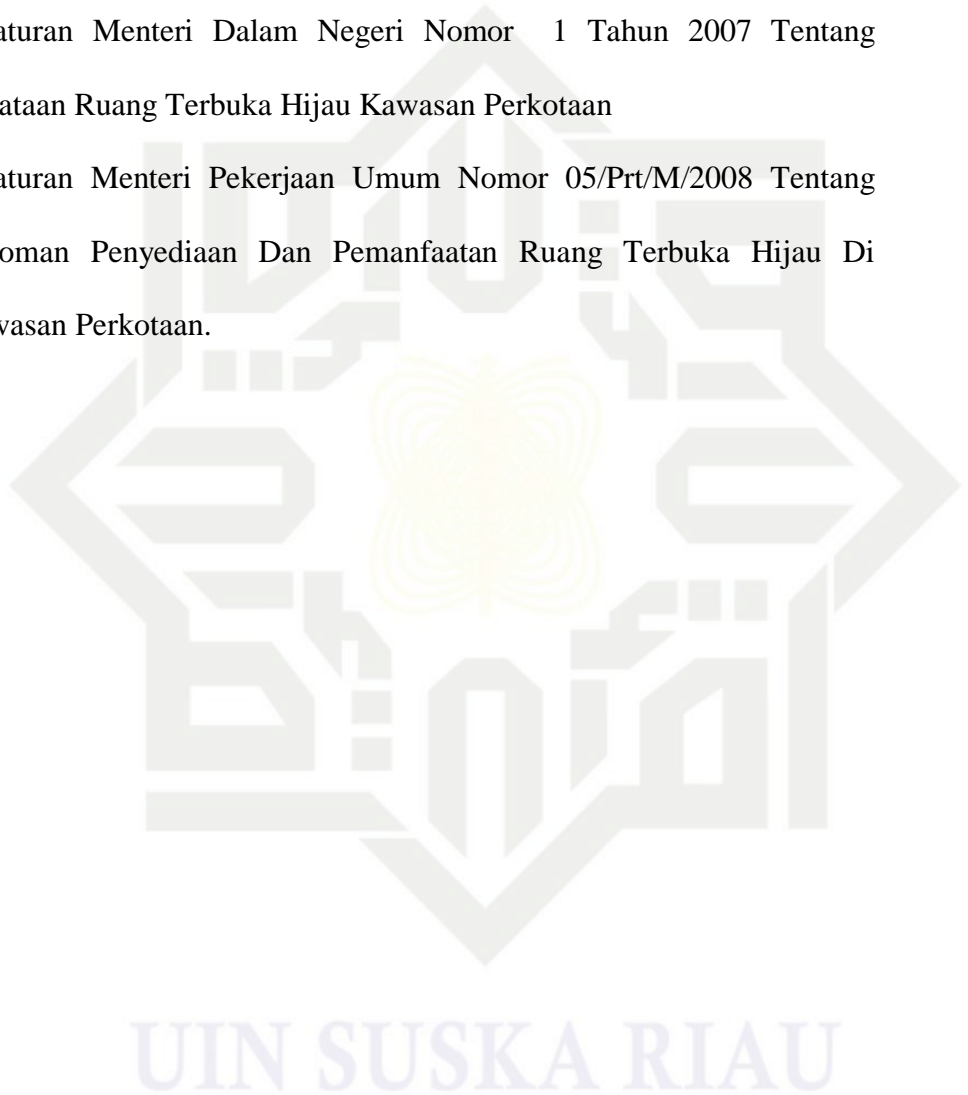 aturan Menteri Dalam Negeri Nomor 1 Tahun 2007 Tentang
ataan Ruang Terbuka Hijau Kawasan Perkotaan
aturan Menteri Pekerjaan Umum Nomor 05/Prt/M/2008 Tentang
oman Penyediaan Dan Pemanfaatan Ruang Terbuka Hijau Di
wasan Perkotaan.
UIN SUSKA RIAU